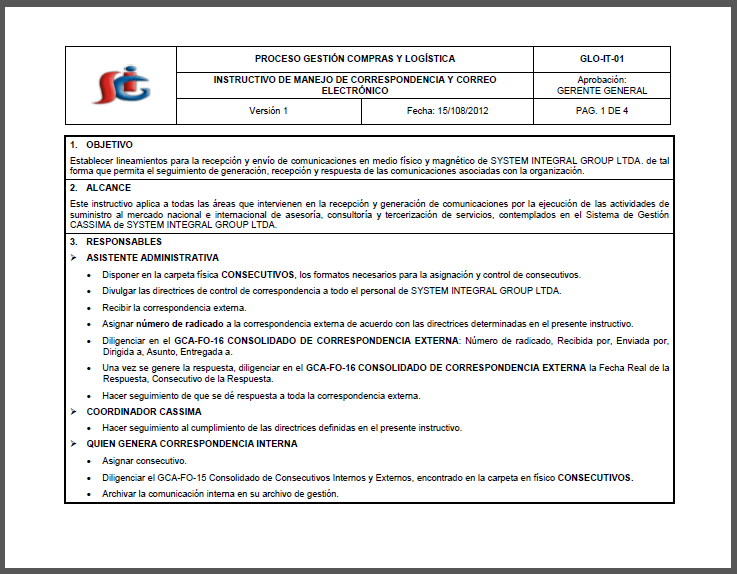 SIG
PROCESO GESTIÓN COMPRAS Y LOGÍSTICA
GLO-IT-01
INSTRUCTIVO DE MANEJO DE CORRESPONDENCIA Y CORREO
ELECTRÓNICO
Aprobación:
GERENTE GENERAL
Versión 1
Fecha: 15/108/2012
PAG. 1 DE 4
1. OBJETIVO
Establecer lineamientos para la recepción y envío de comunicaciones en medio físico y magnético de SYSTEM INTEGRAL GROUP LTDA. de tal
forma que permita el seguimiento de generación, recepción y respuesta de las comunicaciones asociadas con la organización.
2. ALCANCE
Este instructivo aplica a todas las áreas que intervienen en la recepción y generación de comunicaciones por la ejecución de las actividades de
suministro al mercado nacional e internacional de asesoría, consultoría y tercerización de servicios, contemplados en el Sistema de Gestión
CASSIMA de SYSTEM INTEGRAL GROUP LTDA.
3. RESPONSABLES
➢ ASISTENTE ADMINISTRATIVA
• Disponer en la carpeta física CONSECUTIVOS, los formatos necesarios para la asignación y control de consecutivos.
• Divulgar las directrices de control de correspondencia a todo el personal de SYSTEM INTEGRAL GROUP LTDA.
• Recibir la correspondencia externa.
• Asignar número de radicado a la correspondencia externa de acuerdo con las directrices determinadas en el presente instructivo.
• Diligenciar en el GCA-FO-16 CONSOLIDADO DE CORRESPONDENCIA EXTERNA: Número de radicado, Recibida por, Enviada por,
Dirigida a, Asunto, Entregada a.
• Una vez se genere la respuesta, diligenciar en el GCA-FO-16 CONSOLIDADO DE CORRESPONDENCIA EXTERNA la Fecha Real de la
Respuesta, Consecutivo de la Respuesta.
• Hacer seguimiento de que se dé respuesta a toda la correspondencia externa.
➢ COORDINADOR CASSIMA
• Hacer seguimiento al cumplimiento de las directrices definidas en el presente instructivo.
➢ QUIEN GENERA CORRESPONDENCIA INTERNA
• Asignar consecutivo.
• Diligenciar el GCA-FO-15 Consolidado de Consecutivos Internos y Externos, encontrado en la carpeta en físico CONSECUTIVOS.
• Archivar la comunicación interna en su archivo de gestión.